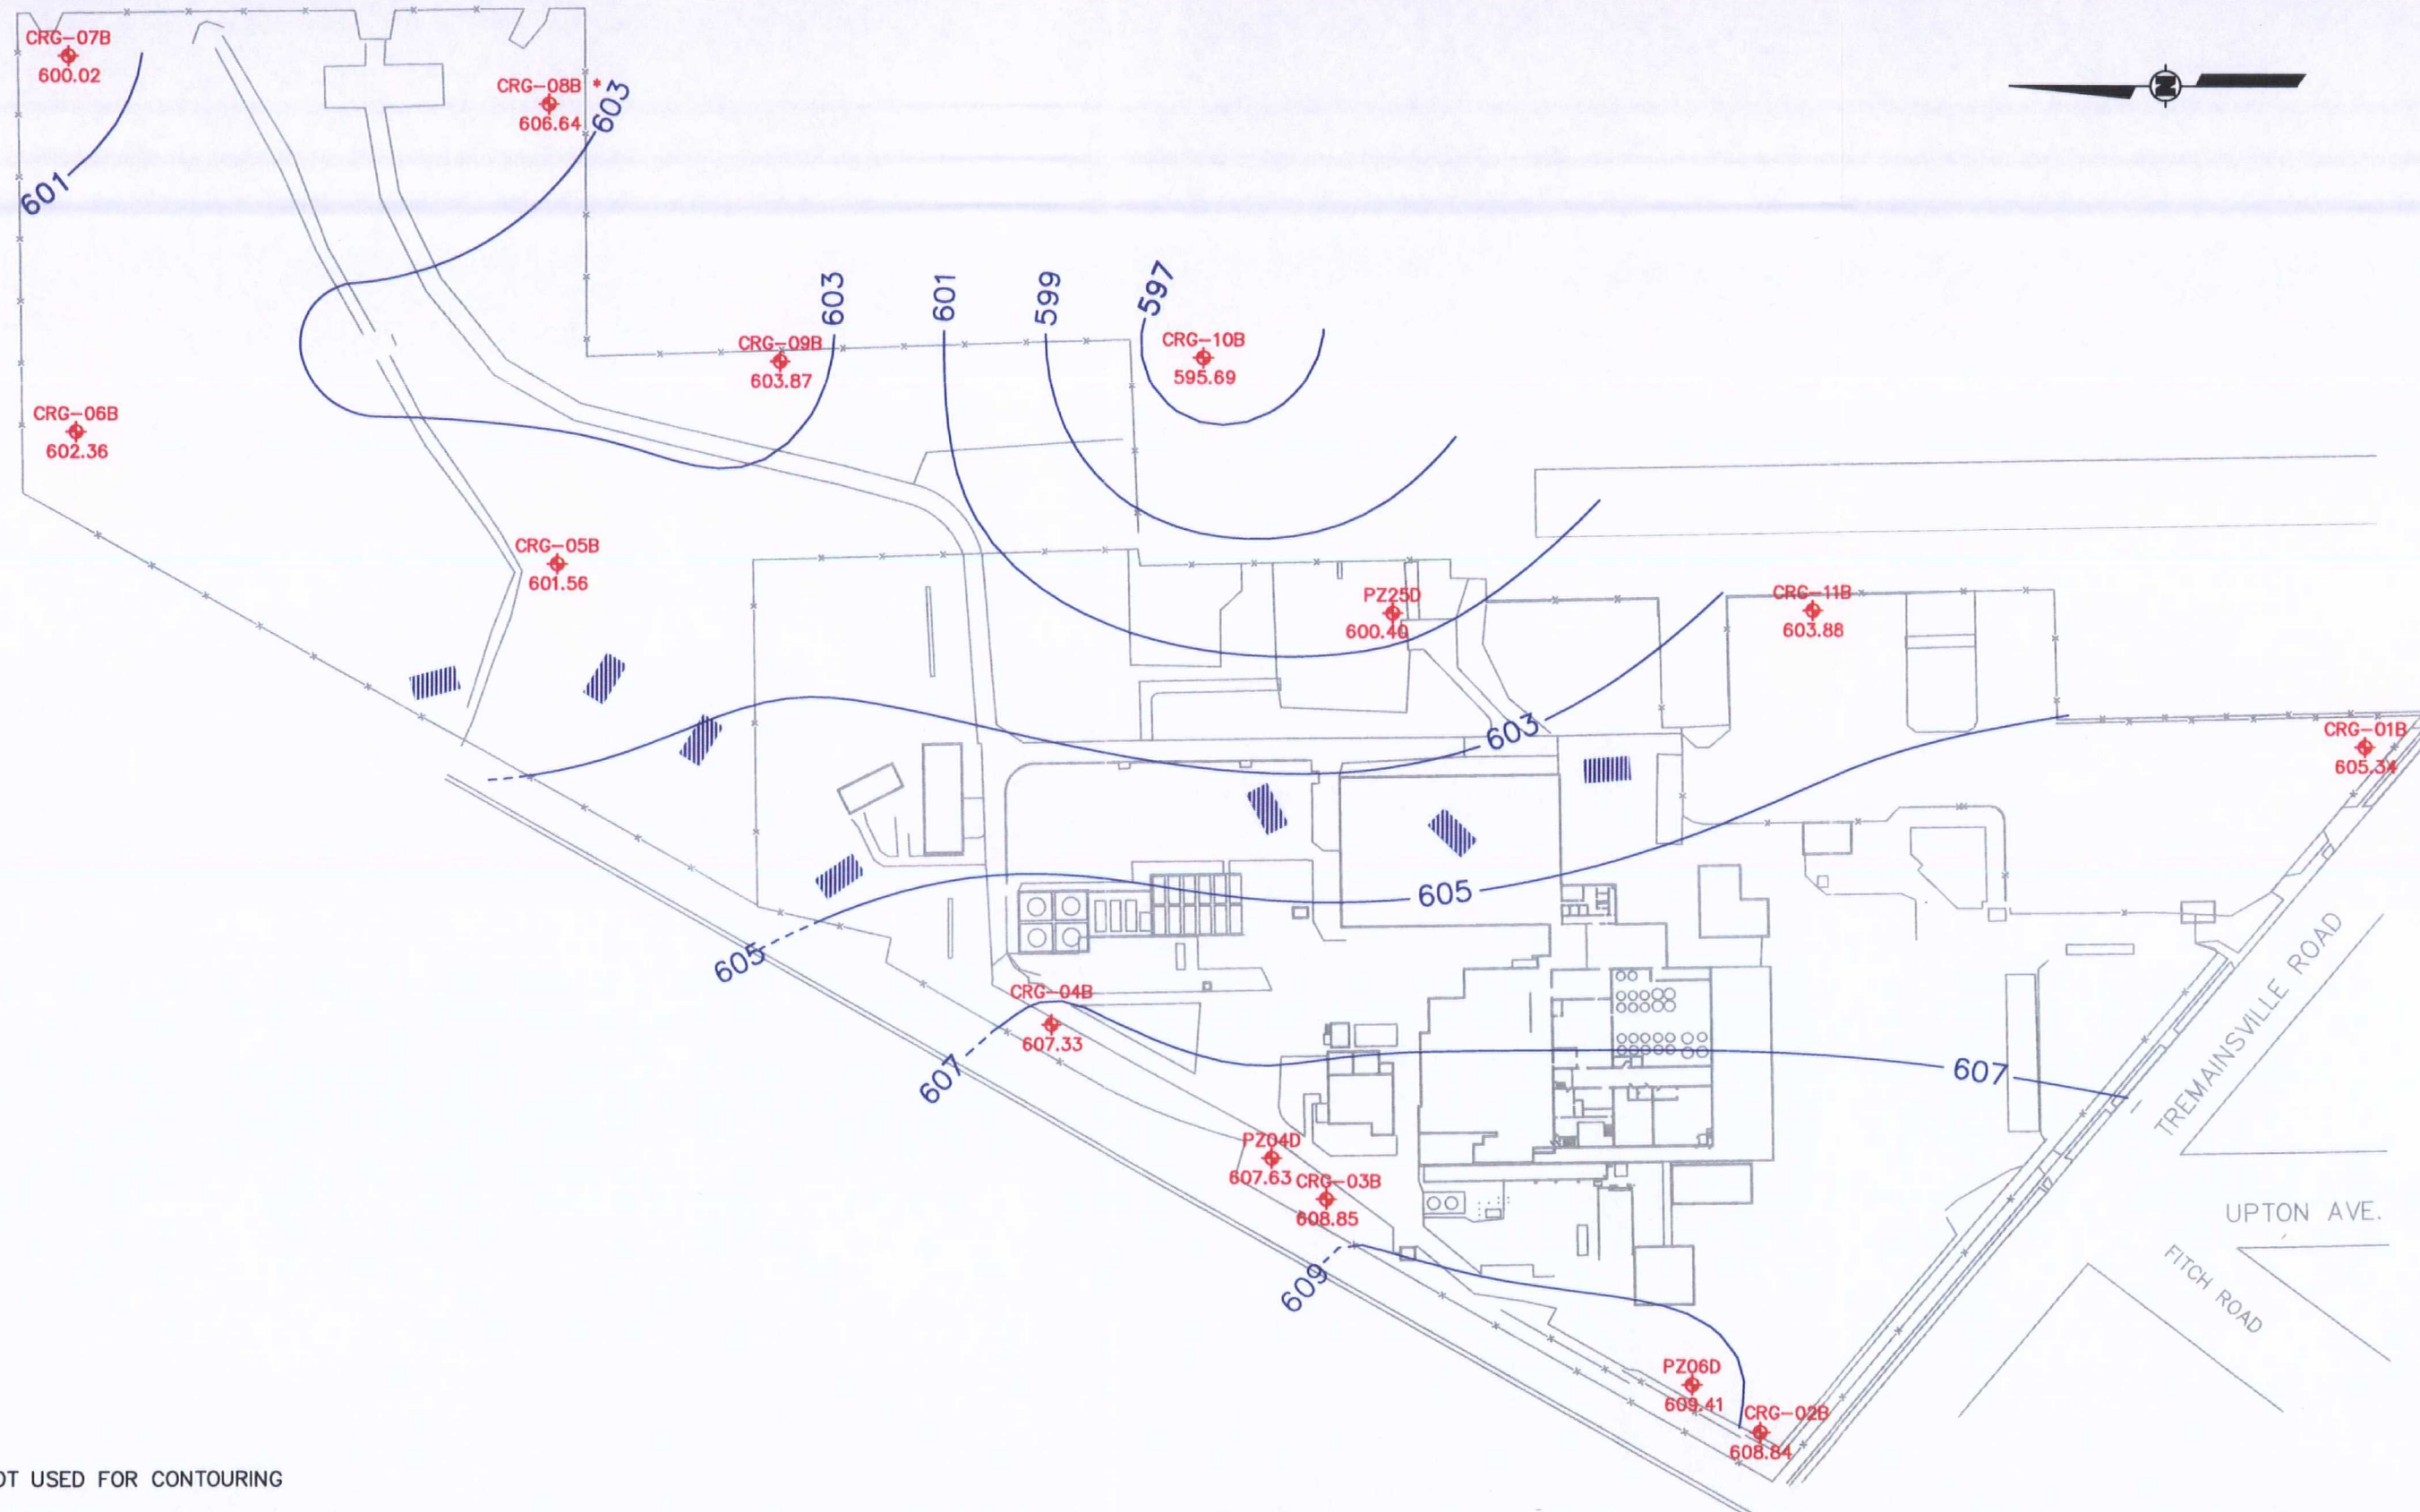 CRG-07B
600.02
CRG-08B *
606.64
603
601
CRG-09B
603.87
603
601
599
597
CRG-10B
595.69
CRG-06B
602.36
CRG-05B
601.56
PZ25D
600.40
CRG-11B
603.88
603
CRG-01B
605.34
605
605
CRG-04B
607.33
607
607
TREMAINSVILLE ROAD
PZ04D
607.63
CRG-03B
608.85
UPTON AVE.
FITCH ROAD
609
PZ06D
609.41
CRG-02B
608.84
OT USED FOR CONTOURING
N